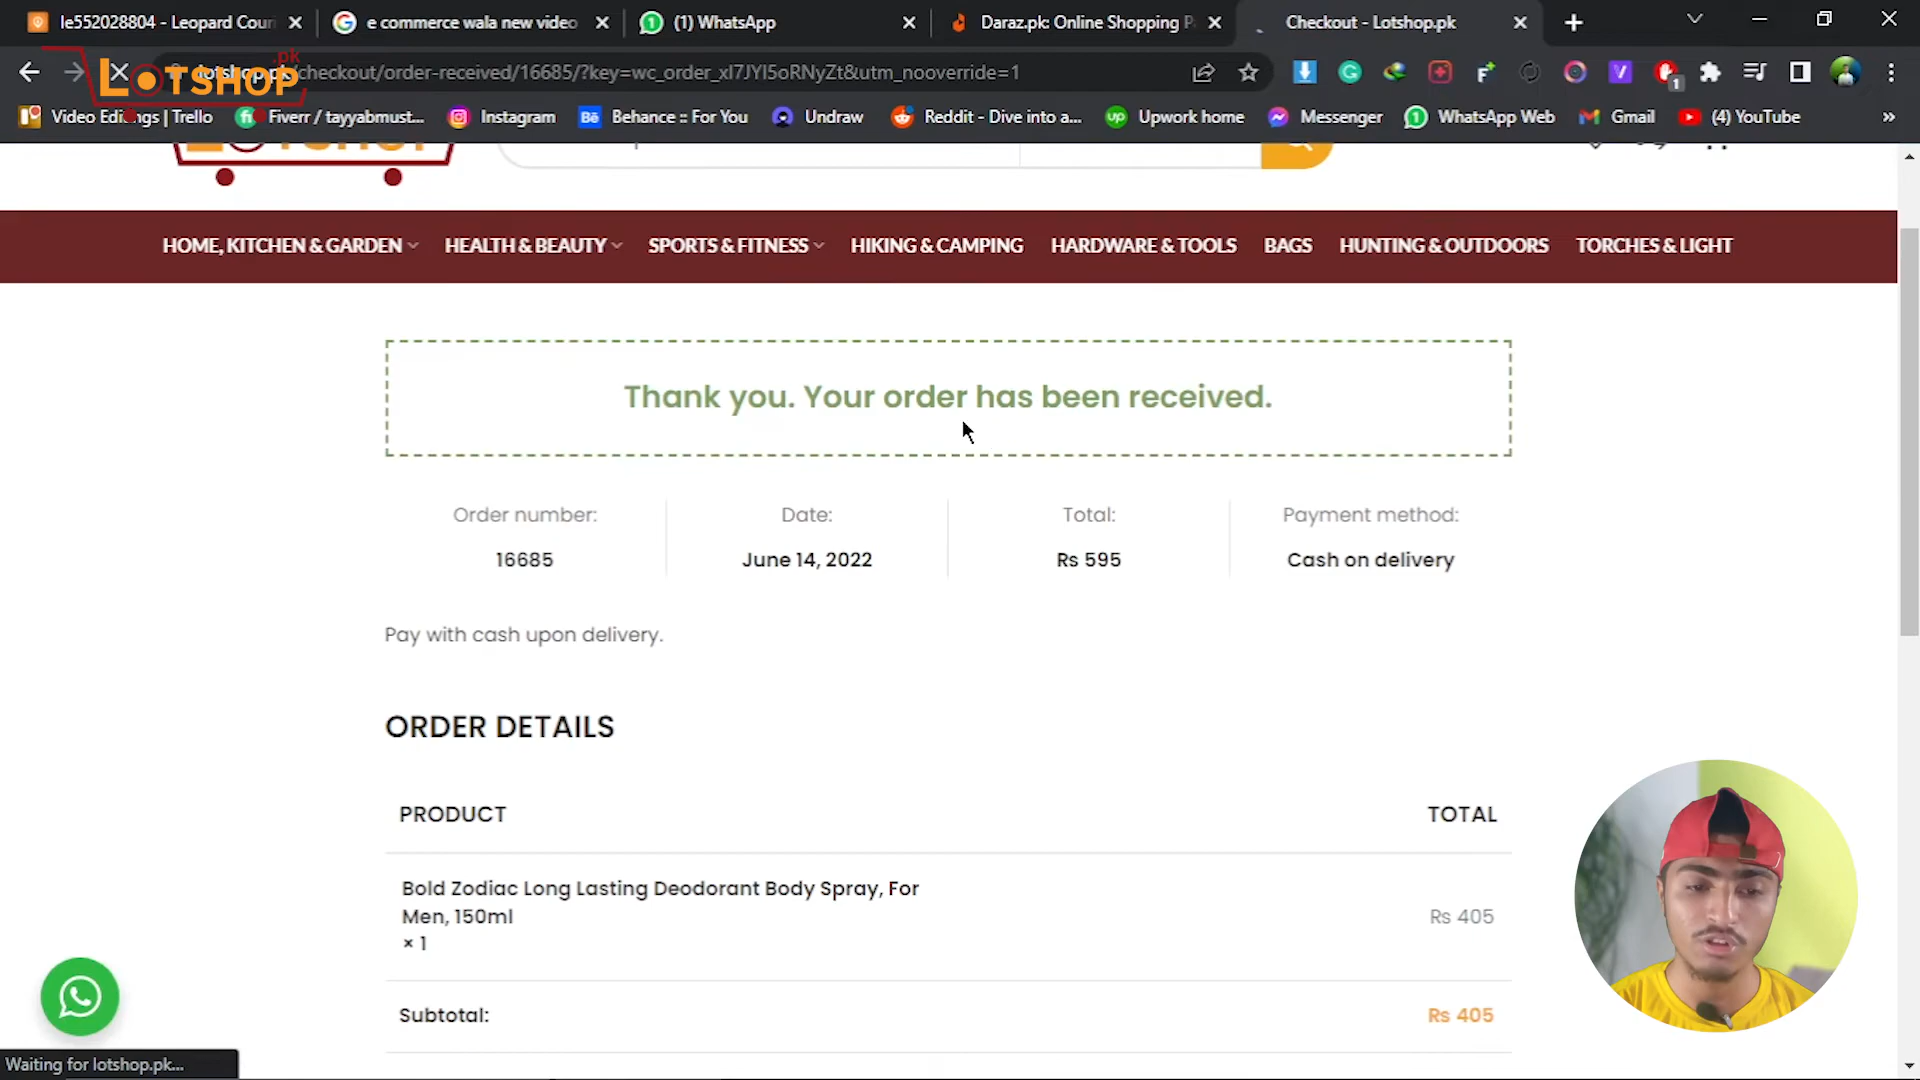 le552028804 - Leopard Couri
e commerce wala new video
(1) WhatsApp
Daraz.pk: Online Shopping P
Checkout - Lotshop.pk
LOTSHOP.pk
/checkout/order-received/16685/?key=wc_order_xI7JYI5oRNyZt&utm_nooverride=1
Video Editings | Trello
Fiverr / tayyabmust...
Instagram
Behance :: For You
Undraw
Reddit - Dive into a...
Upwork home
Messenger
WhatsApp Web
Gmail
(4) YouTube
HOME, KITCHEN & GARDEN
HEALTH & BEAUTY
SPORTS & FITNESS
HIKING & CAMPING
HARDWARE & TOOLS
BAGS
HUNTING & OUTDOORS
TORCHES & LIGHT
Thank you. Your order has been received.
Order number:
16685
Date:
June 14, 2022
Total:
Rs 595
Payment method:
Cash on delivery
Pay with cash upon delivery.
ORDER DETAILS
PRODUCT
TOTAL
Bold Zodiac Long Lasting Deodorant Body Spray, For
Men, 150ml
× 1
Rs 405
Subtotal:
Rs 405
Waiting for lotshop.pk...